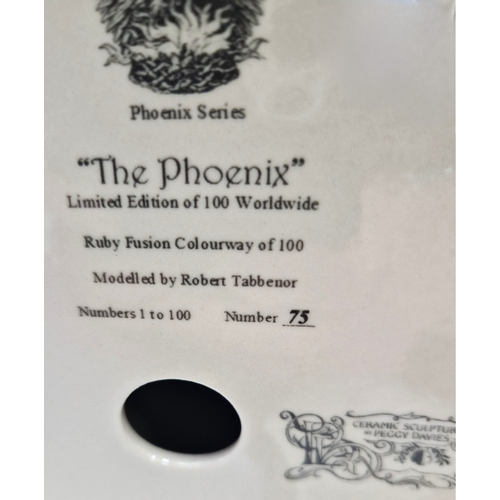 Phoenix Series
“The Phoenix”
Limited Edition of 100 Worldwide
Ruby Fusion Colourway of 100
Modelled by Robert Tabbenor
Numbers 1 to 100 Number 75
CERAMIC SCULPTUR
PEGGY DAVIES